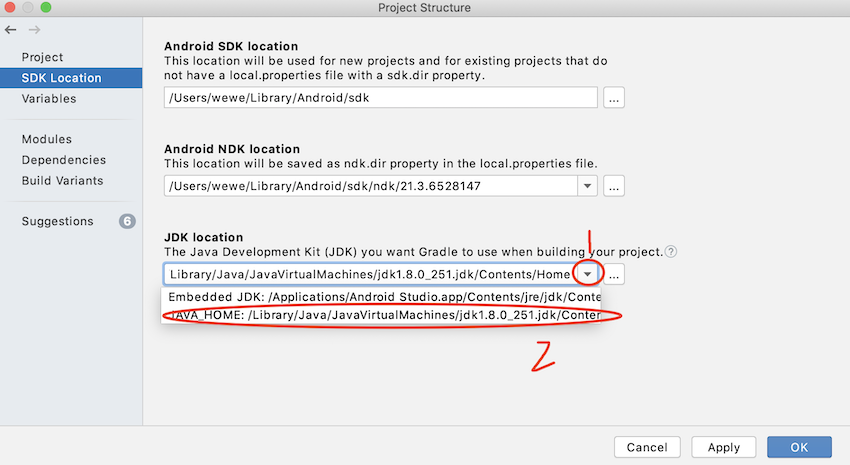 Project Structure
Project
SDK Location
Variables
Modules
Dependencies
Build Variants
Suggestions 6
Android SDK location
This location will be used for new projects and for existing projects that do
not have a local.properties file with a sdk.dir property.
/Users/wewe/Library/Android/sdk
...
Android NDK location
This location will be saved as ndk.dir property in the local.properties file.
/Users/wewe/Library/Android/sdk/ndk/21.3.6528147
...
1
JDK location
The Java Development Kit (JDK) you want Gradle to use when building your project. ?
Library/Java/JavaVirtualMachines/jdk1.8.0_251.jdk/Contents/Home
...
Embedded JDK: /Applications/Android Studio.app/Contents/jre/jdk/Conte
JAVA_HOME: /Library/Java/JavaVirtualMachines/jdk1.8.0_251.jdk/Conten
2
Cancel
Apply
OK